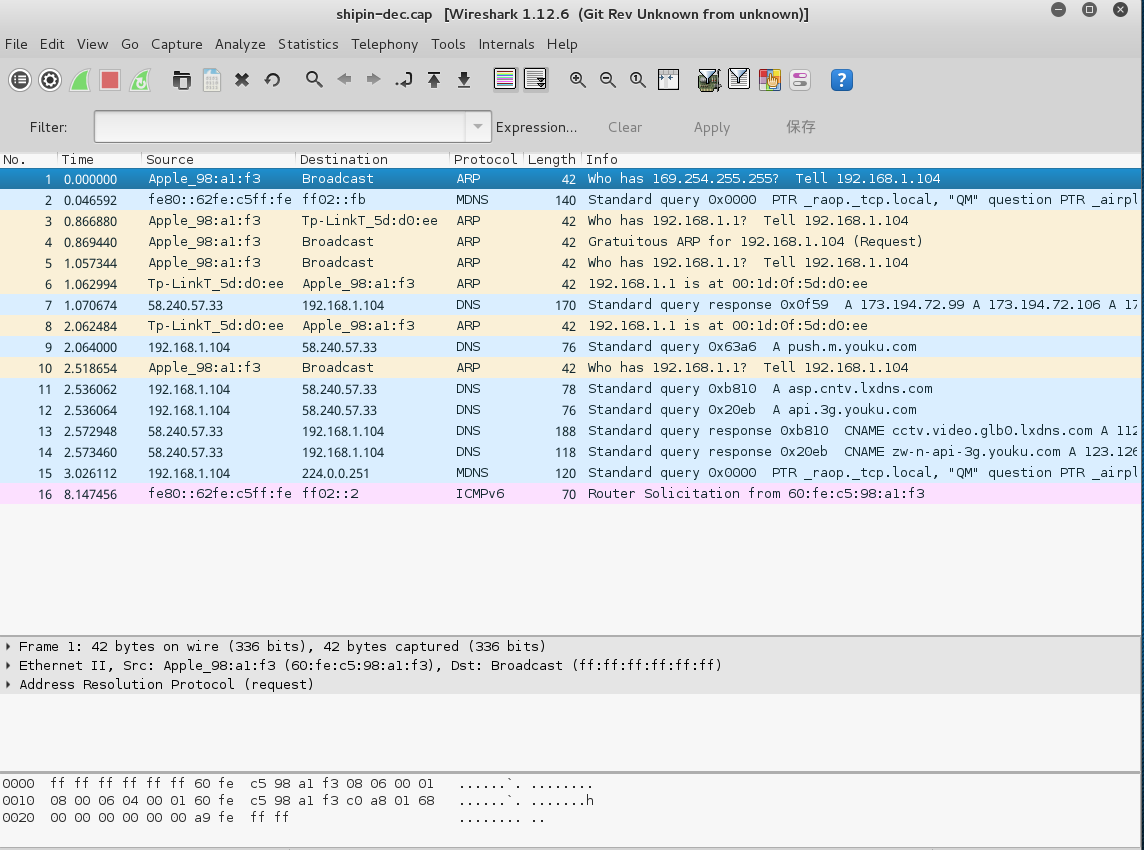 shipin-dec.cap [Wireshark 1.12.6 (Git Rev Unknown from unknown)]
File Edit View Go Capture Analyze Statistics Telephony Tools Internals Help
Filter: Expression... Clear Apply 保存
No. Time Source Destination Protocol Length Info
1 0.000000 Apple_98:a1:f3 Broadcast ARP 42 Who has 169.254.255.255? Tell 192.168.1.104
2 0.046592 fe80::62fe:c5ff:fe ff02::fb MDNS 140 Standard query 0x0000 PTR _raop._tcp.local, "QM" question PTR _airpl
3 0.866880 Apple_98:a1:f3 Tp-LinkT_5d:d0:ee ARP 42 Who has 192.168.1.1? Tell 192.168.1.104
4 0.869440 Apple_98:a1:f3 Broadcast ARP 42 Gratuitous ARP for 192.168.1.104 (Request)
5 1.057344 Apple_98:a1:f3 Broadcast ARP 42 Who has 192.168.1.1? Tell 192.168.1.104
6 1.062994 Tp-LinkT_5d:d0:ee Apple_98:a1:f3 ARP 42 192.168.1.1 is at 00:1d:0f:5d:d0:ee
7 1.070674 58.240.57.33 192.168.1.104 DNS 170 Standard query response 0x0f59 A 173.194.72.99 A 173.194.72.106 A 17
8 2.062484 Tp-LinkT_5d:d0:ee Apple_98:a1:f3 ARP 42 192.168.1.1 is at 00:1d:0f:5d:d0:ee
9 2.064000 192.168.1.104 58.240.57.33 DNS 76 Standard query 0x63a6 A push.m.youku.com
10 2.518654 Apple_98:a1:f3 Broadcast ARP 42 Who has 192.168.1.1? Tell 192.168.1.104
11 2.536062 192.168.1.104 58.240.57.33 DNS 78 Standard query 0xb810 A asp.cntv.lxdns.com
12 2.536064 192.168.1.104 58.240.57.33 DNS 76 Standard query 0x20eb A api.3g.youku.com
13 2.572948 58.240.57.33 192.168.1.104 DNS 188 Standard query response 0xb810 CNAME cctv.video.glb0.lxdns.com A 112
14 2.573460 58.240.57.33 192.168.1.104 DNS 118 Standard query response 0x20eb CNAME zw-n-api-3g.youku.com A 123.126
15 3.026112 192.168.1.104 224.0.0.251 MDNS 120 Standard query 0x0000 PTR _raop._tcp.local, "QM" question PTR _airpl
16 8.147456 fe80::62fe:c5ff:fe ff02::2 ICMPv6 70 Router Solicitation from 60:fe:c5:98:a1:f3
Frame 1: 42 bytes on wire (336 bits), 42 bytes captured (336 bits)
Ethernet II, Src: Apple_98:a1:f3 (60:fe:c5:98:a1:f3), Dst: Broadcast (ff:ff:ff:ff:ff:ff)
Address Resolution Protocol (request)
0000 ff ff ff ff ff ff 60 fe c5 98 a1 f3 08 06 00 01 ......`. ........
0010 08 00 06 04 00 01 60 fe c5 98 a1 f3 c0 a8 01 68 ......`. .......h
0020 00 00 00 00 00 00 a9 fe ff ff ........ ..